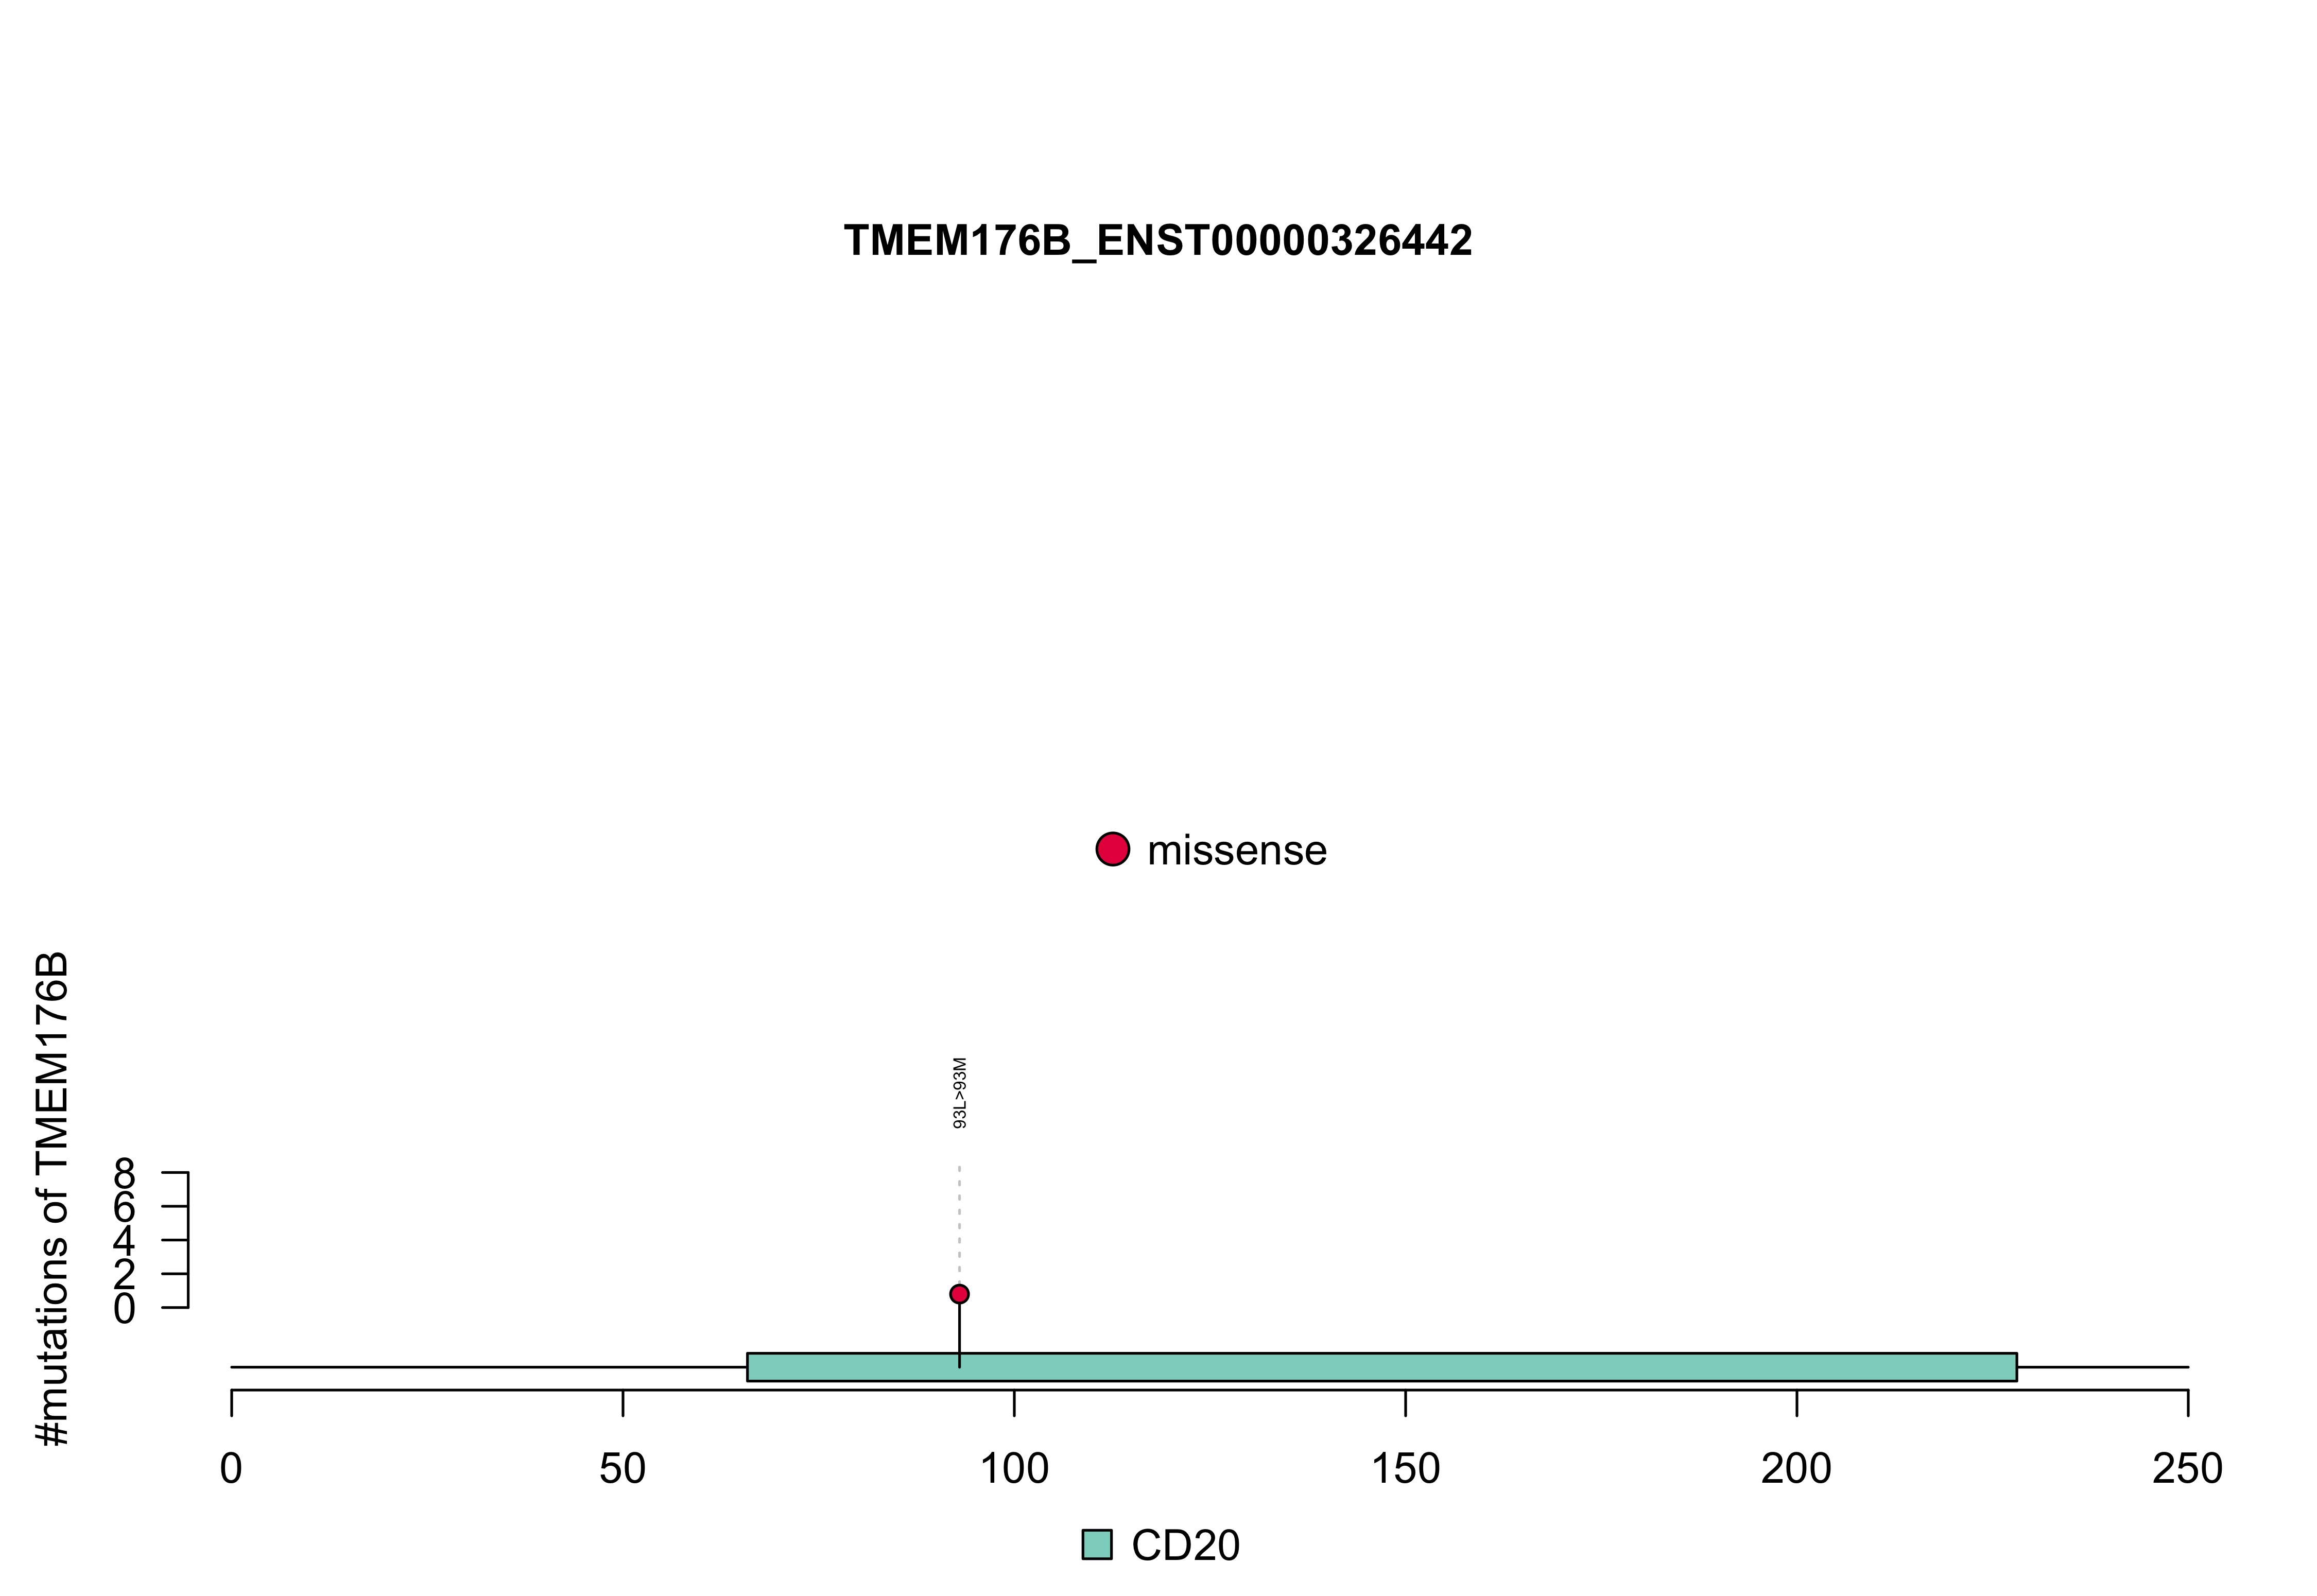 TMEM176B_ENST00000326442
missense
#mutations of TMEM176B
93L>93M
8
6
4
2
0
0 50 100 150 200 250
CD20